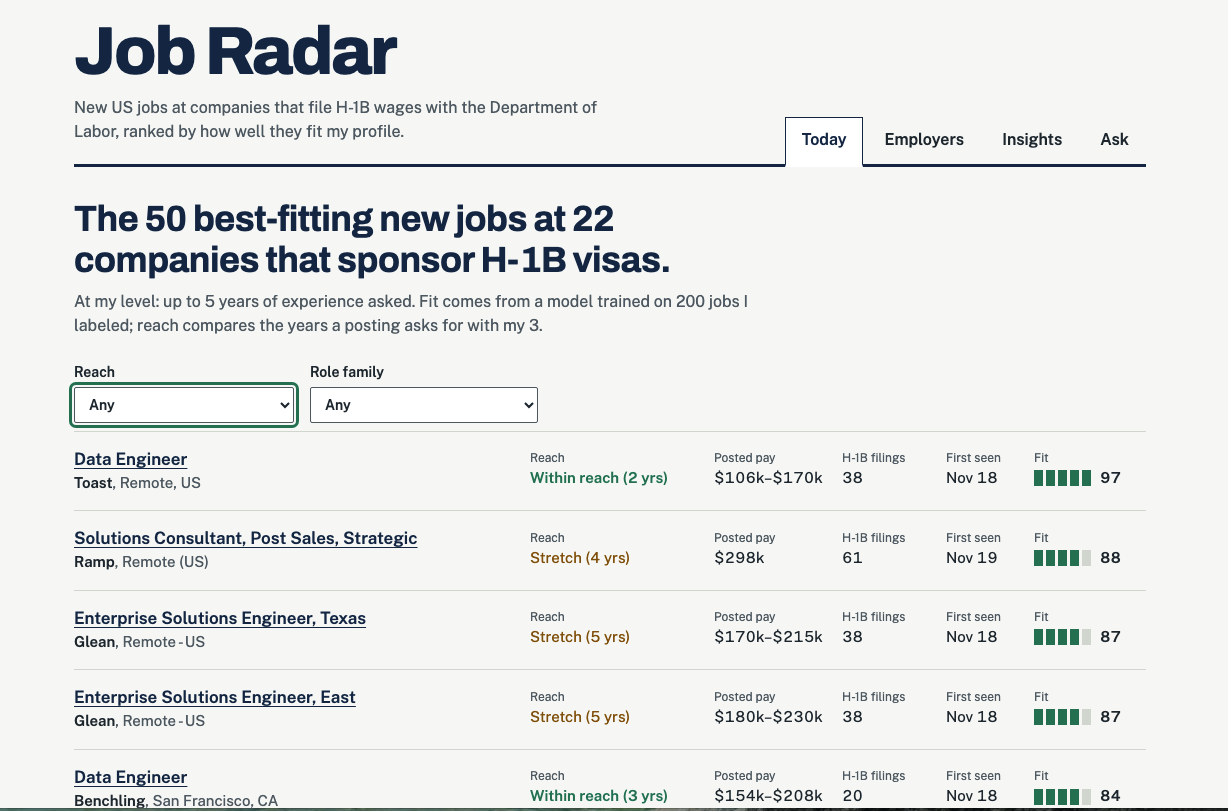 Job Radar
New US jobs at companies that file H-1B wages with the Department of
Labor, ranked by how well they fit my profile.
Today
Employers
Insights
Ask
The 50 best-fitting new jobs at 22
companies that sponsor H-1B visas.
At my level: up to 5 years of experience asked. Fit comes from a model trained on 200 jobs I
labeled; reach compares the years a posting asks for with my 3.
Reach
Role family
Any
Any
Data Engineer
Toast, Remote, US
Reach
Within reach (2 yrs)
Posted pay
$106k–$170k
H-1B filings
38
First seen
Nov 18
Fit
97
Solutions Consultant, Post Sales, Strategic
Ramp, Remote (US)
Reach
Stretch (4 yrs)
Posted pay
$298k
H-1B filings
61
First seen
Nov 19
Fit
88
Enterprise Solutions Engineer, Texas
Glean, Remote - US
Reach
Stretch (5 yrs)
Posted pay
$170k–$215k
H-1B filings
38
First seen
Nov 18
Fit
87
Enterprise Solutions Engineer, East
Glean, Remote - US
Reach
Stretch (5 yrs)
Posted pay
$180k–$230k
H-1B filings
38
First seen
Nov 18
Fit
87
Data Engineer
Benchling, San Francisco, CA
Reach
Within reach (3 yrs)
Posted pay
$154k–$208k
H-1B filings
20
First seen
Nov 18
Fit
84